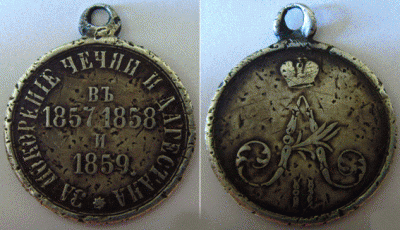 ЗА ПОКОРЕНІЕ ЧЕЧНИ И ДАГЕСТАНА
ВЪ
1857, 1858
И
1859.